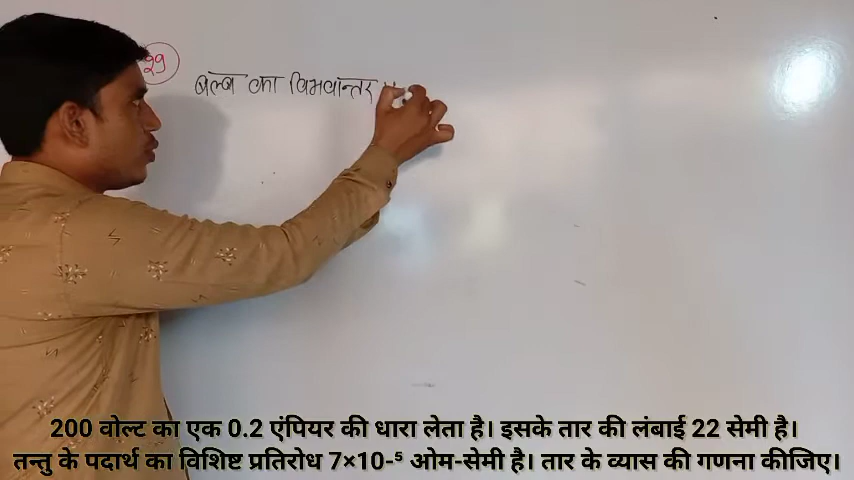 29
बल्ब का विभवान्तर
200 वोल्ट का एक 0.2 एंपियर की धारा लेता है। इसके तार की लंबाई 22 सेमी है।
तन्तु के पदार्थ का विशिष्ट प्रतिरोध 7×10-⁵ ओम-सेमी है। तार के व्यास की गणना कीजिए।